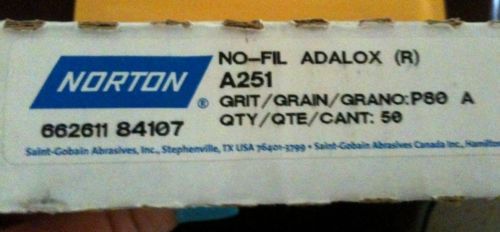 NORTON
®
662611 84107
NO-FIL ADALOX (R)
A251
GRIT/GRAIN/GRANO:P80 A
QTY/QTE/CANT: 50
Saint-Gobain Abrasives, Inc., Stephenville, TX USA 76401-3799 • Saint-Gobain Abrasives Canada Inc., Hamilton